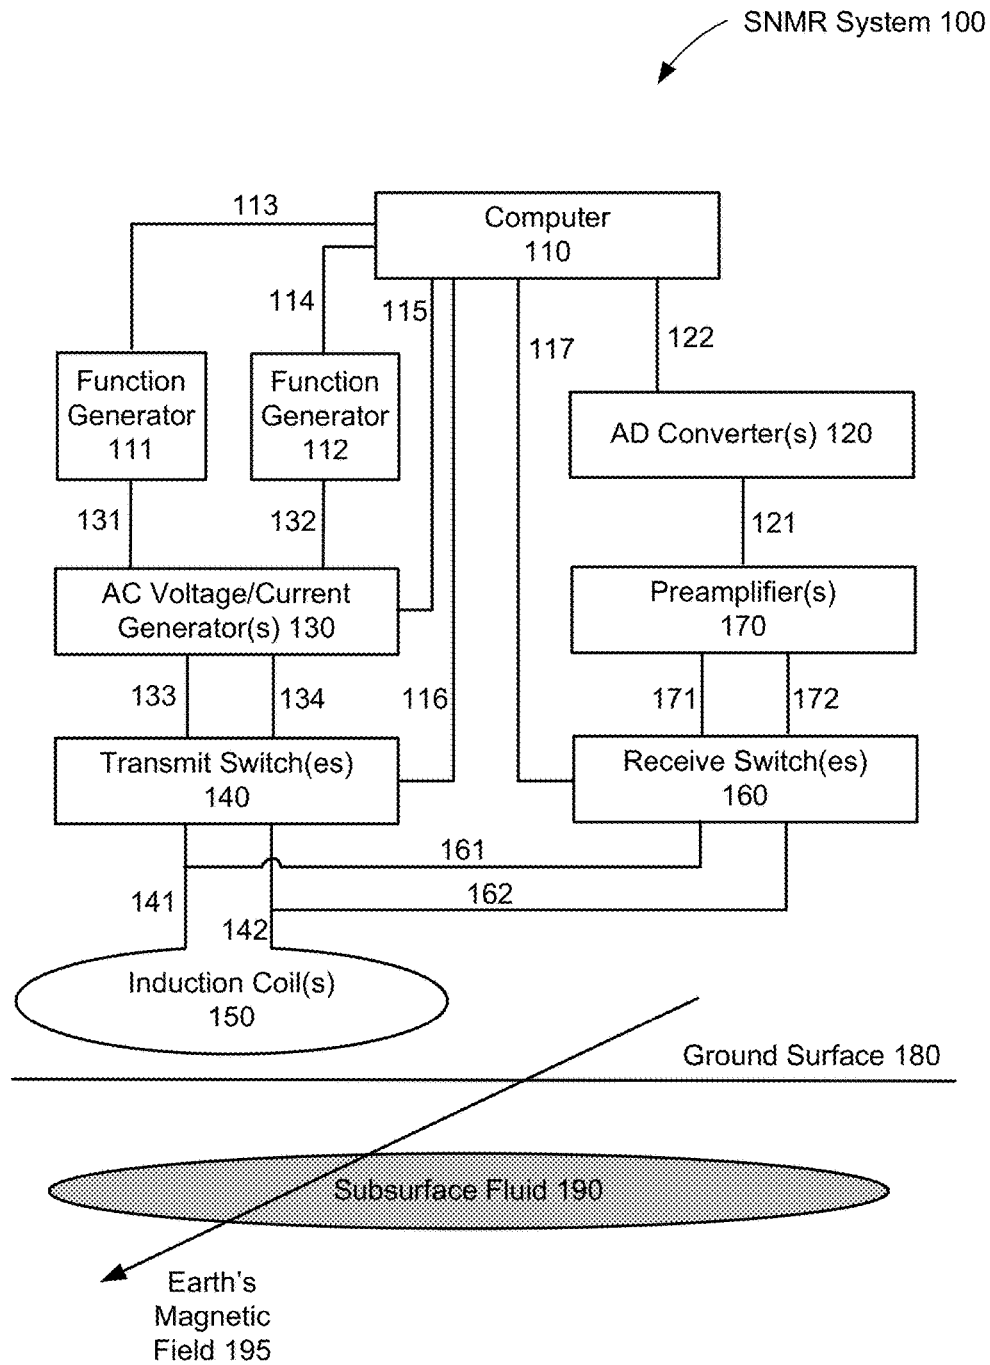 SNMR System 100
113
Computer
110
114
115
117
122
Function
Generator
111
Function
Generator
112
AD Converter(s) 120
131
132
121
AC Voltage/Current
Generator(s) 130
Preamplifier(s)
170
133
134
116
171
172
Transmit Switch(es)
140
Receive Switch(es)
160
161
141
162
142
Induction Coil(s)
150
Ground Surface 180
Subsurface Fluid 190
Earth's
Magnetic
Field 195